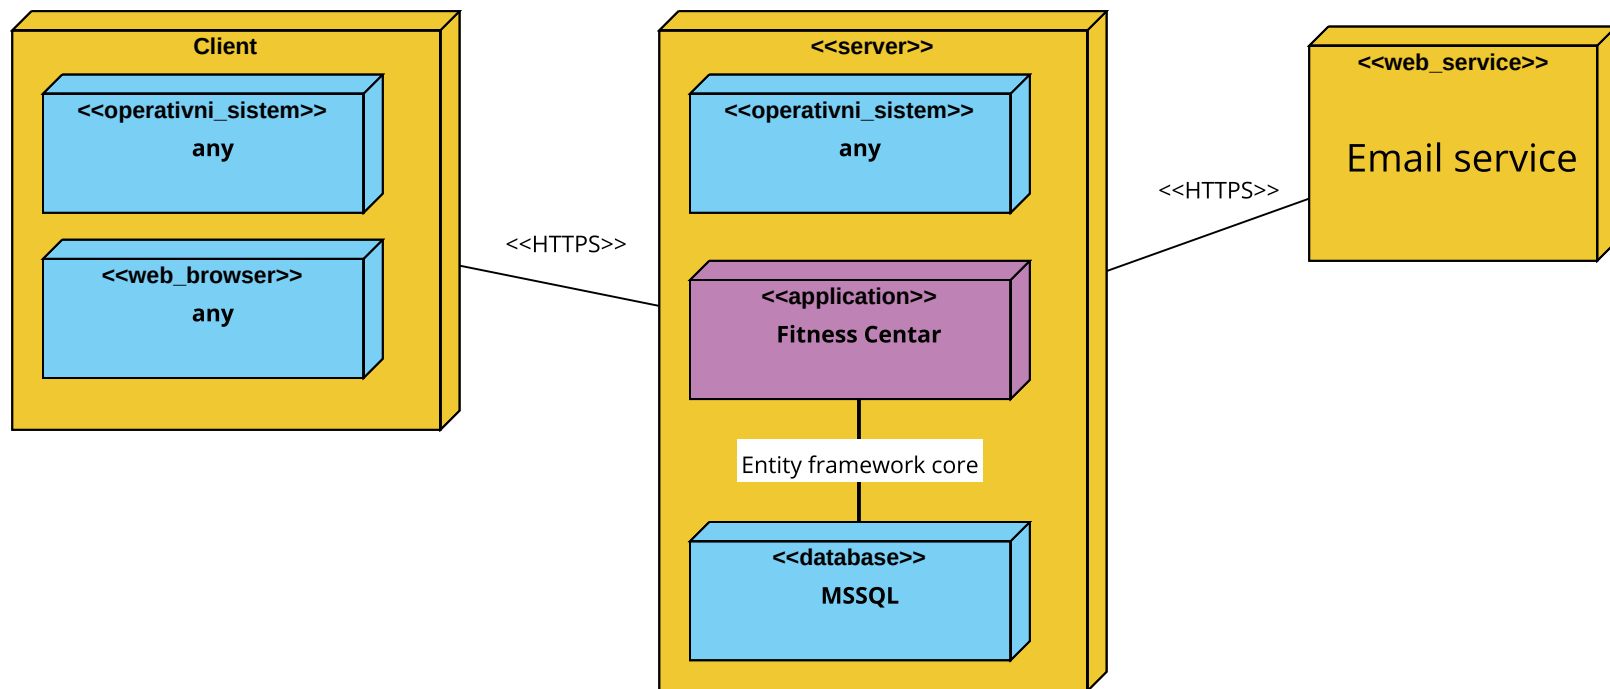 Client
<<operativni_sistem>>
any
<<web_browser>>
any
<<HTTPS>>
<<server>>
<<operativni_sistem>>
any
<<application>>
Fitness Centar
Entity framework core
<<database>>
MSSQL
<<HTTPS>>
<<web_service>>
Email service